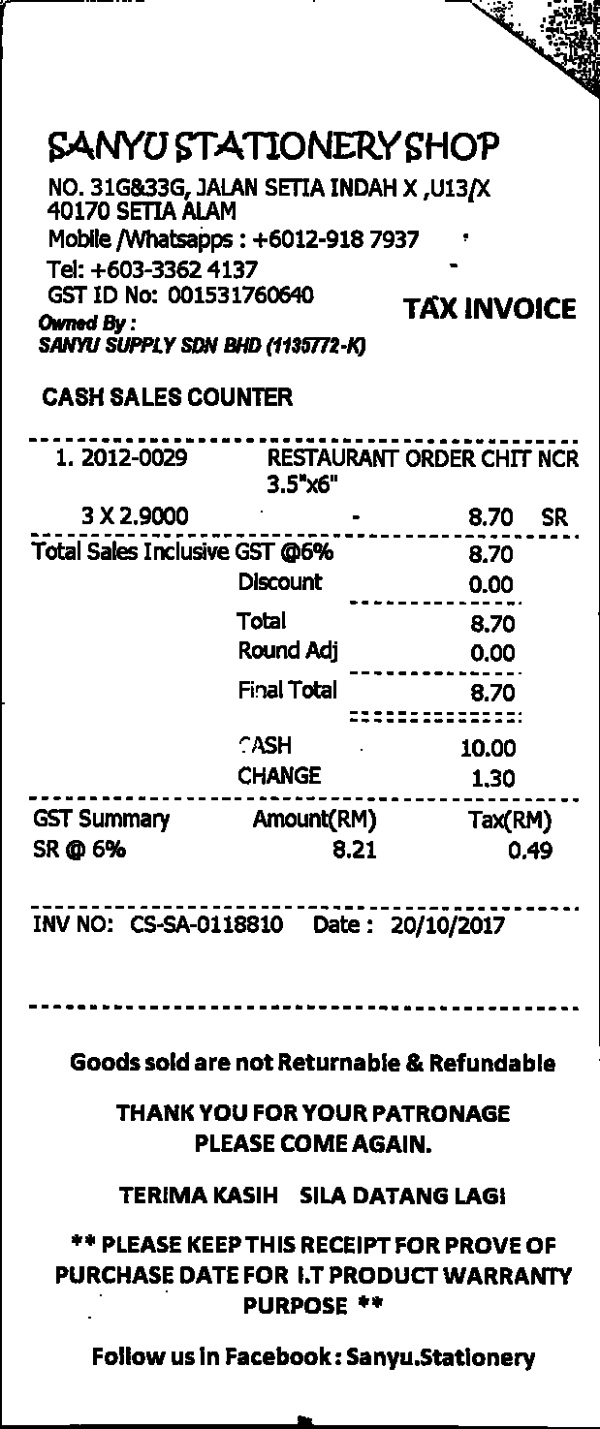 SANYU STATIONERY SHOP
NO. 31G&33G, JALAN SETIA INDAH X ,U13/X
40170 SETIA ALAM
Mobile /Whatsapps : +6012-918 7937
Tel: +603-3362 4137
GST ID No: 001531760640
TAX INVOICE
Owned By :
SANYU SUPPLY SDN BHD (1135772-K)
CASH SALES COUNTER
1. 2012-0029 RESTAURANT ORDER CHIT NCR
3.5"x6"
3 X 2.9000 - 8.70 SR
Total Sales Inclusive GST @6% 8.70
Discount 0.00
Total 8.70
Round Adj 0.00
Final Total 8.70
CASH 10.00
CHANGE 1.30
GST Summary Amount(RM) Tax(RM)
SR @ 6% 8.21 0.49
INV NO: CS-SA-0118810 Date : 20/10/2017
Goods sold are not Returnable & Refundable
THANK YOU FOR YOUR PATRONAGE
PLEASE COME AGAIN.
TERIMA KASIH SILA DATANG LAGI
** PLEASE KEEP THIS RECEIPT FOR PROVE OF
PURCHASE DATE FOR I.T PRODUCT WARRANTY
PURPOSE **
Follow us in Facebook : Sanyu.Stationery